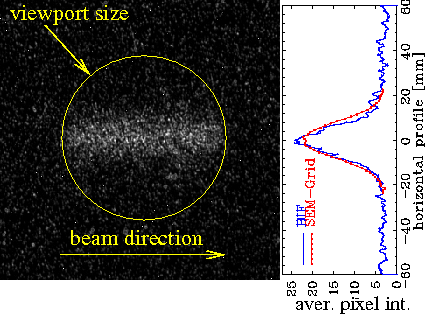 viewport size
beam direction
BIF
SEM-Grid
25 20 15 10 5 0
aver. pixel int.
60
40
20
0
−20
−40
−60
horizontal profile [mm]